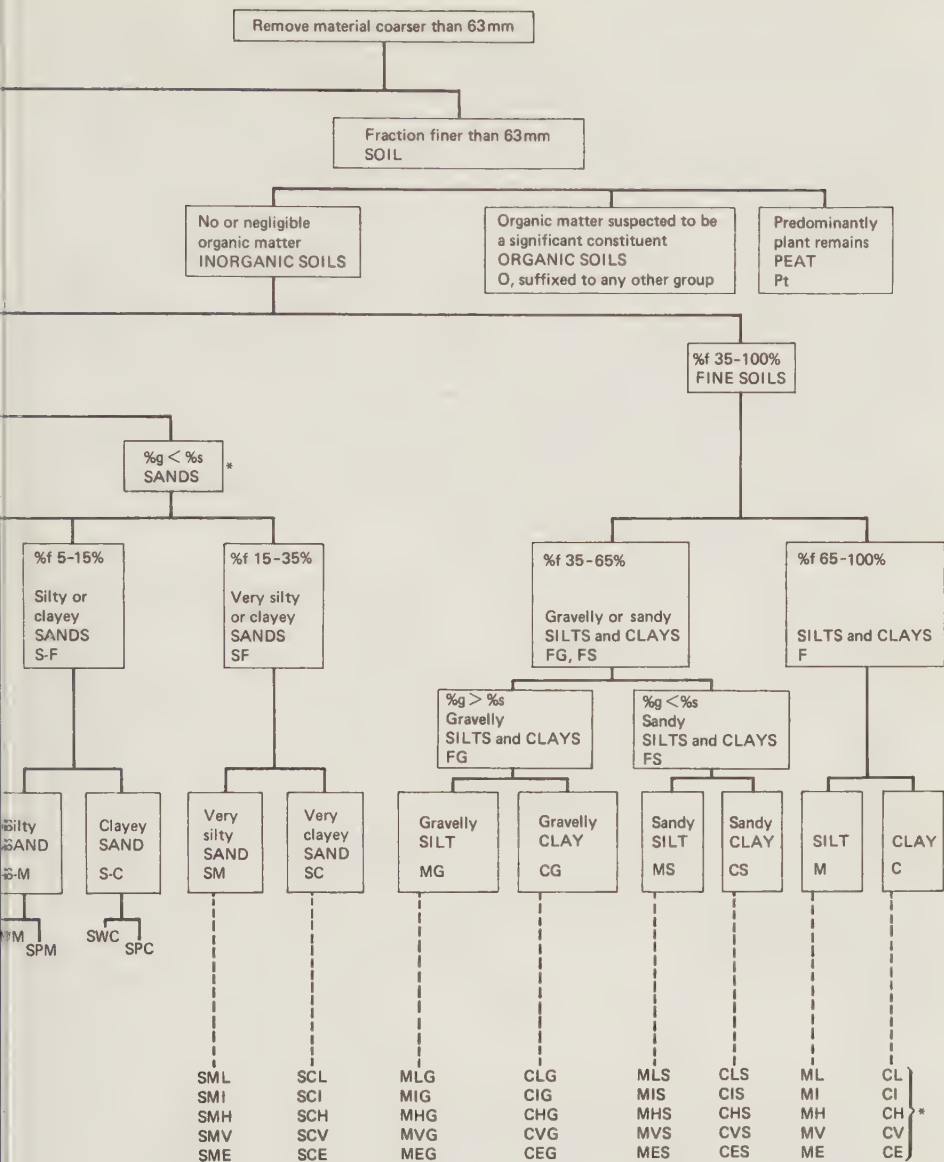 Remove material coarser than 63mm
Fraction finer than 63mm
SOIL
No or negligible
organic matter
INORGANIC SOILS
Organic matter suspected to be
a significant constituent
ORGANIC SOILS
O, suffixed to any other group
Predominantly
plant remains
PEAT
Pt
%f 35-100%
FINE SOILS
%g < %s
SANDS
*
%f 5-15%
Silty or
clayey
SANDS
S-F
%f 15-35%
Very silty
or clayey
SANDS
SF
%f 35-65%
Gravelly or sandy
SILTS and CLAYS
FG, FS
%f 65-100%
SILTS and CLAYS
F
%g > %s
Gravelly
SILTS and CLAYS
FG
%g < %s
Sandy
SILTS and CLAYS
FS
Silty
SAND
S-M
Clayey
SAND
S-C
Very
silty
SAND
SM
Very
clayey
SAND
SC
Gravelly
SILT
MG
Gravelly
CLAY
CG
Sandy
SILT
MS
Sandy
CLAY
CS
SILT
M
CLAY
C
SPM
SWC
SPC
SML SCL MLG CLG MLS CLS ML CL
SMI SCI MIG CIG MIS CIS MI CI
SMH SCH MHG CHG MHS CHS MH CH *
SMV SCV MVG CVG MVS CVS MV CV
SME SCE MEG CEG MES CES ME CE